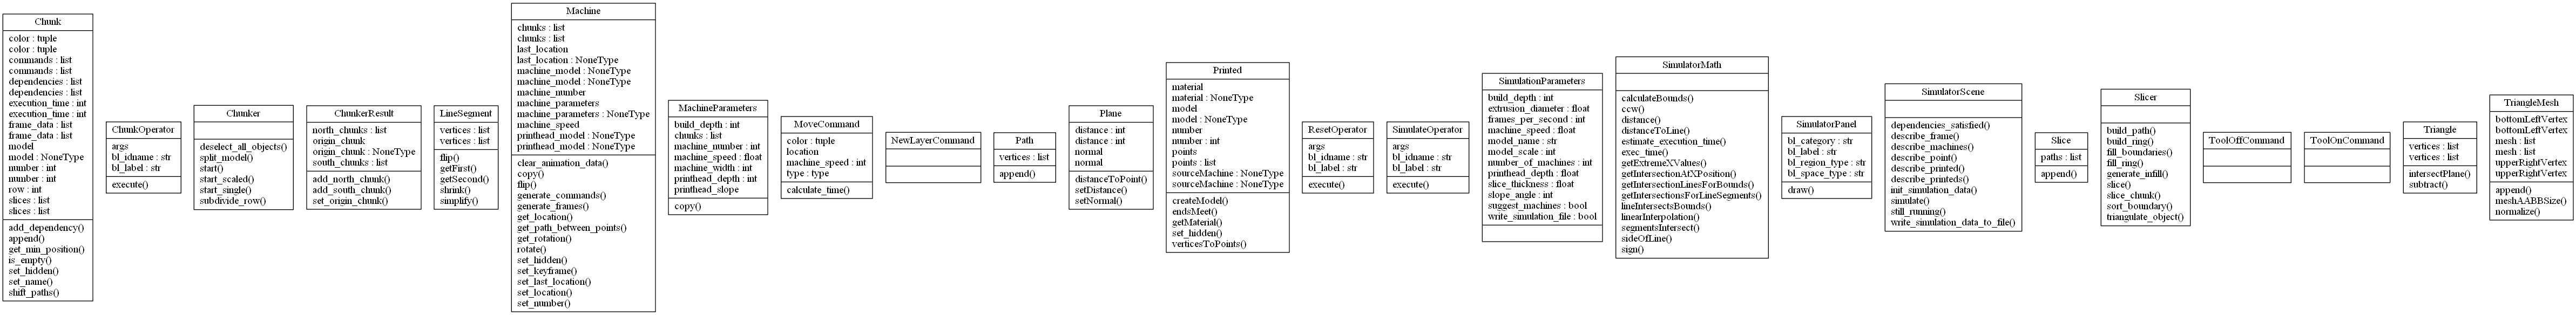 Chunk
color : tuple
color : tuple
commands : list
commands : list
dependencies : list
dependencies : list
execution_time : int
execution_time : int
frame_data : list
frame_data : list
model
model : NoneType
number : int
number : int
row : int
slices : list
slices : list
add_dependency()
append()
get_min_position()
is_empty()
set_hidden()
set_name()
shift_paths()
ChunkOperator
args
bl_idname : str
bl_label : str
execute()
Chunker
deselect_all_objects()
split_model()
start()
start_scaled()
start_single()
subdivide_row()
ChunkerResult
north_chunks : list
origin_chunk
origin_chunk : NoneType
south_chunks : list
add_north_chunk()
add_south_chunk()
set_origin_chunk()
LineSegment
vertices : list
vertices : list
flip()
getFirst()
getSecond()
shrink()
simplify()
Machine
chunks : list
chunks : list
last_location
last_location : NoneType
machine_model : NoneType
machine_model : NoneType
machine_number
machine_parameters
machine_parameters : NoneType
machine_speed
printhead_model : NoneType
printhead_model : NoneType
clear_animation_data()
copy()
flip()
generate_commands()
generate_frames()
get_location()
get_path_between_points()
get_rotation()
rotate()
set_hidden()
set_keyframe()
set_last_location()
set_location()
set_number()
MachineParameters
build_depth : int
chunks : list
machine_number : int
machine_speed : float
machine_width : int
printhead_depth : int
printhead_slope
copy()
MoveCommand
color : tuple
location
machine_speed : int
type : type
calculate_time()
NewLayerCommand
Path
vertices : list
append()
Plane
distance : int
distance : int
normal
normal
distanceToPoint()
setDistance()
setNormal()
Printed
material
material : NoneType
model
model : NoneType
number
number : int
points
points : list
sourceMachine : NoneType
sourceMachine : NoneType
createModel()
endsMeet()
getMaterial()
set_hidden()
verticesToPoints()
ResetOperator
args
bl_idname : str
bl_label : str
execute()
SimulateOperator
args
bl_idname : str
bl_label : str
execute()
SimulationParameters
build_depth : int
extrusion_diameter : float
frames_per_second : int
machine_speed : float
model_name : str
model_scale : int
number_of_machines : int
printhead_depth : int
slice_thickness : float
slope_angle : int
suggest_machines : bool
write_simulation_file : bool
SimulatorMath
calculateBounds()
ccw()
distance()
distanceToLine()
estimate_execution_time()
exec_time()
getExtremeXValues()
getIntersectionAtXPosition()
getIntersectionLinesForBounds()
getIntersectionsForLineSegments()
lineIntersectsBounds()
linearInterpolation()
segmentsIntersect()
sideOfLine()
sign()
SimulatorPanel
bl_category : str
bl_label : str
bl_region_type : str
bl_space_type : str
draw()
SimulatorScene
dependencies_satisfied()
describe_frame()
describe_machines()
describe_point()
describe_printed()
describe_printeds()
init_simulation_data()
simulate()
still_running()
write_simulation_data_to_file()
Slice
paths : list
append()
Slicer
build_path()
build_ring()
fill_boundaries()
fill_ring()
generate_infill()
slice()
slice_chunk()
sort_boundary()
triangulate_object()
ToolOffCommand
ToolOnCommand
Triangle
vertices : list
vertices : list
intersectPlane()
subtract()
TriangleMesh
bottomLeftVertex
bottomLeftVertex
mesh : list
mesh : list
upperRightVertex
upperRightVertex
append()
meshAABBSize()
normalize()